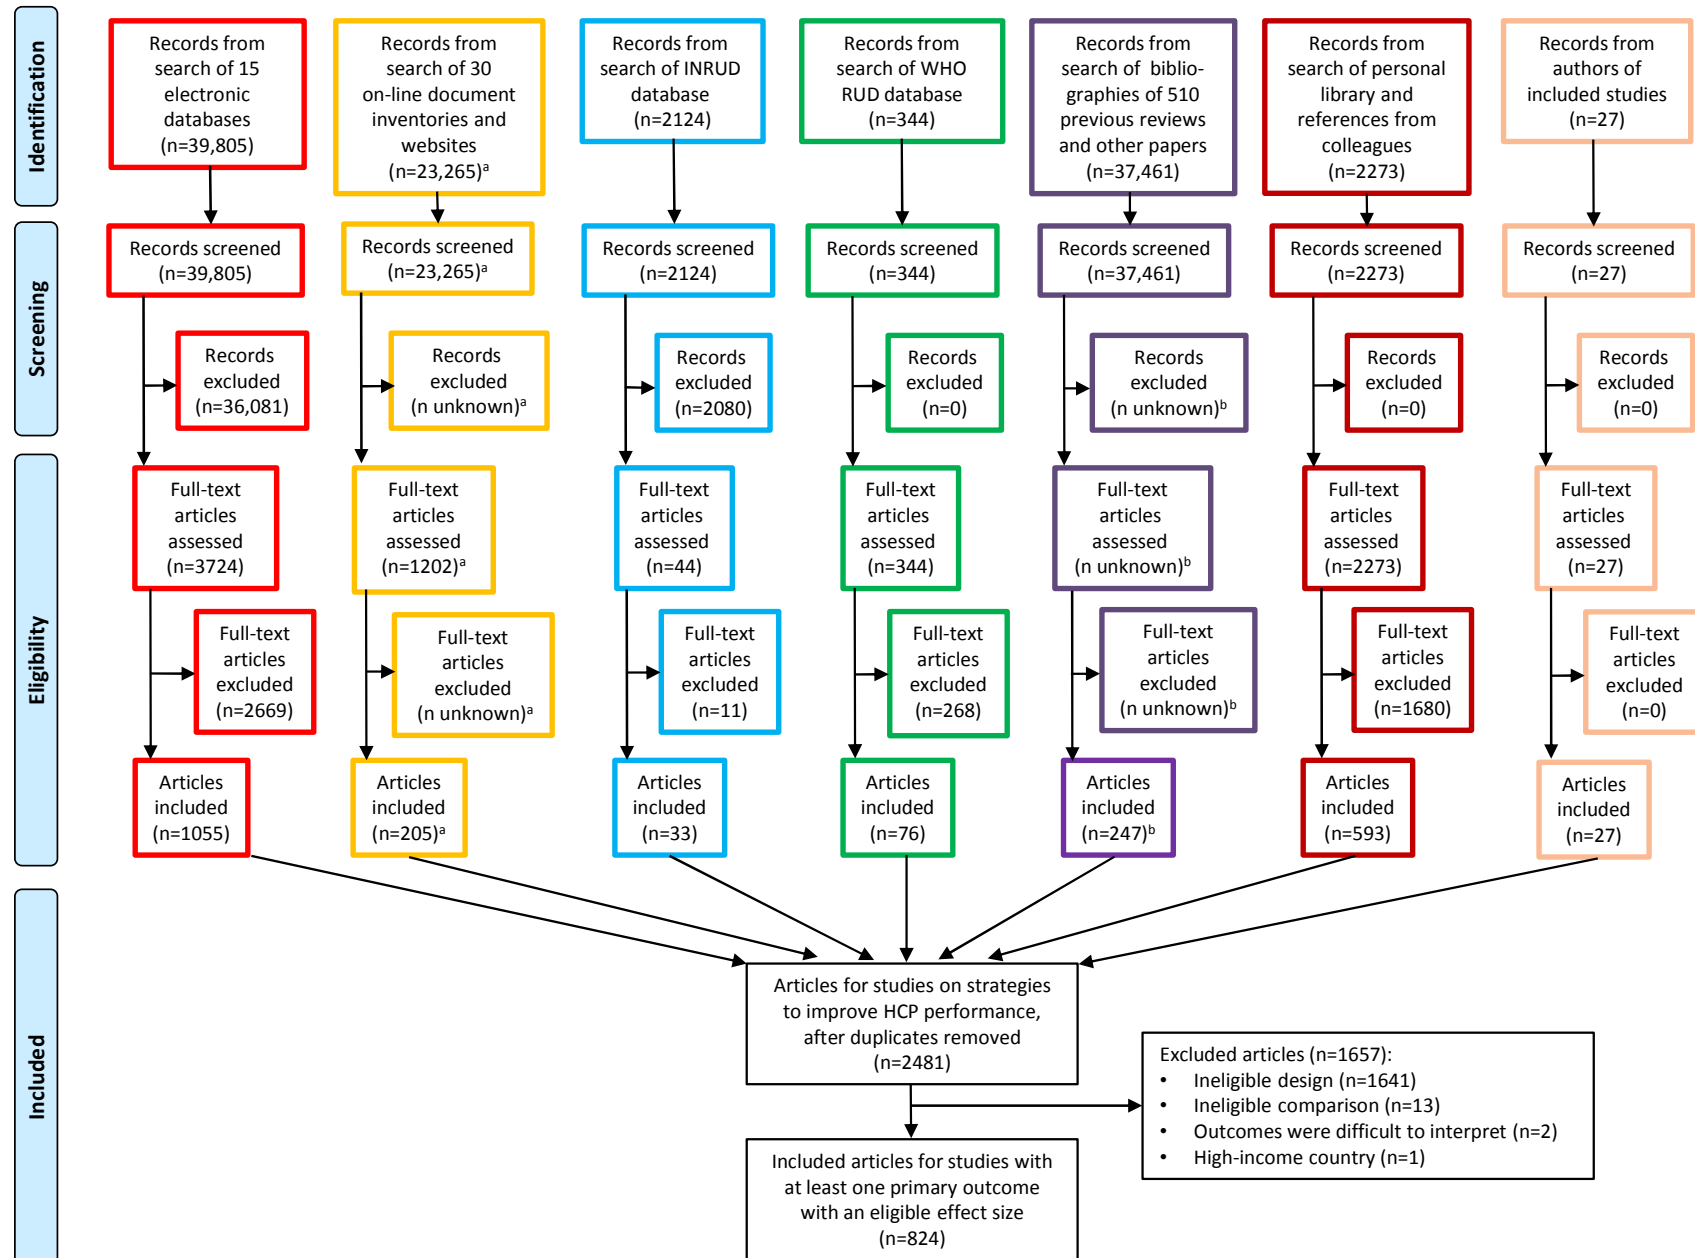 Identification
Records from
search of 15
electronic
databases
(n=39,805)
Records from
search of 30
on-line document
inventories and
websites
(n=23,265)a
Records from
search of INRUD
database
(n=2124)
Records from
search of WHO
RUD database
(n=344)
Records from
search of biblio-
graphies of 510
previous reviews
and other papers
(n=37,461)
Records from
search of personal
library and
references from
colleagues
(n=2273)
Records from
authors of
included studies
(n=27)
Screening
Records screened
(n=39,805)
Records screened
(n=23,265)a
Records screened
(n=2124)
Records screened
(n=344)
Records screened
(n=37,461)
Records screened
(n=2273)
Records screened
(n=27)
Records
excluded
(n=36,081)
Records
excluded
(n unknown)a
Records
excluded
(n=2080)
Records
excluded
(n=0)
Records
excluded
(n unknown)b
Records
excluded
(n=0)
Records
excluded
(n=0)
Eligibility
Full-text
articles
assessed
(n=3724)
Full-text
articles
assessed
(n=1202)a
Full-text
articles
assessed
(n=44)
Full-text
articles
assessed
(n=344)
Full-text
articles
assessed
(n unknown)b
Full-text
articles
assessed
(n=2273)
Full-text
articles
assessed
(n=27)
Full-text
articles
excluded
(n=2669)
Full-text
articles
excluded
(n unknown)a
Full-text
articles
excluded
(n=11)
Full-text
articles
excluded
(n=268)
Full-text
articles
excluded
(n unknown)b
Full-text
articles
excluded
(n=1680)
Full-text
articles
excluded
(n=0)
Articles
included
(n=1055)
Articles
included
(n=205)a
Articles
included
(n=33)
Articles
included
(n=76)
Articles
included
(n=247)b
Articles
included
(n=593)
Articles
included
(n=27)
Included
Articles for studies on strategies
to improve HCP performance,
after duplicates removed
(n=2481)
Excluded articles (n=1657):
• Ineligible design (n=1641)
• Ineligible comparison (n=13)
• Outcomes were difficult to interpret (n=2)
• High-income country (n=1)
Included articles for studies with
at least one primary outcome
with an eligible effect size
(n=824)